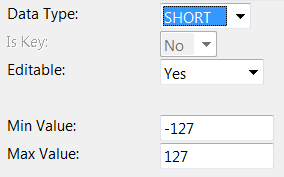 Data Type: SHORT
Is Key: No
Editable: Yes
Min Value: -127
Max Value: 127